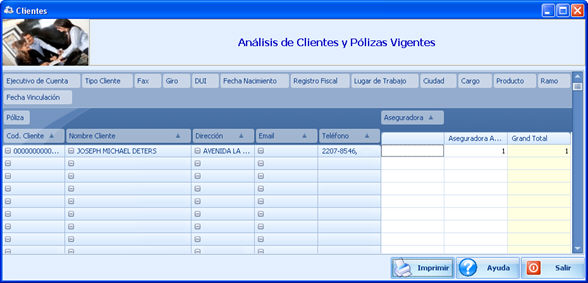 Clientes
Análisis de Clientes y Pólizas Vigentes
Ejecutivo de Cuenta Tipo Cliente Fax Giro DUI Fecha Nacimiento Registro Fiscal Lugar de Trabajo Ciudad Cargo Producto Ramo
Fecha Vinculación
Póliza Aseguradora
Cod. Cliente Nombre Cliente Dirección Email Teléfono
Aseguradora A... Grand Total
0000000000... JOSEPH MICHAEL DETERS AVENIDA LA ... 2207-8546, 1 1
Imprimir Ayuda Salir